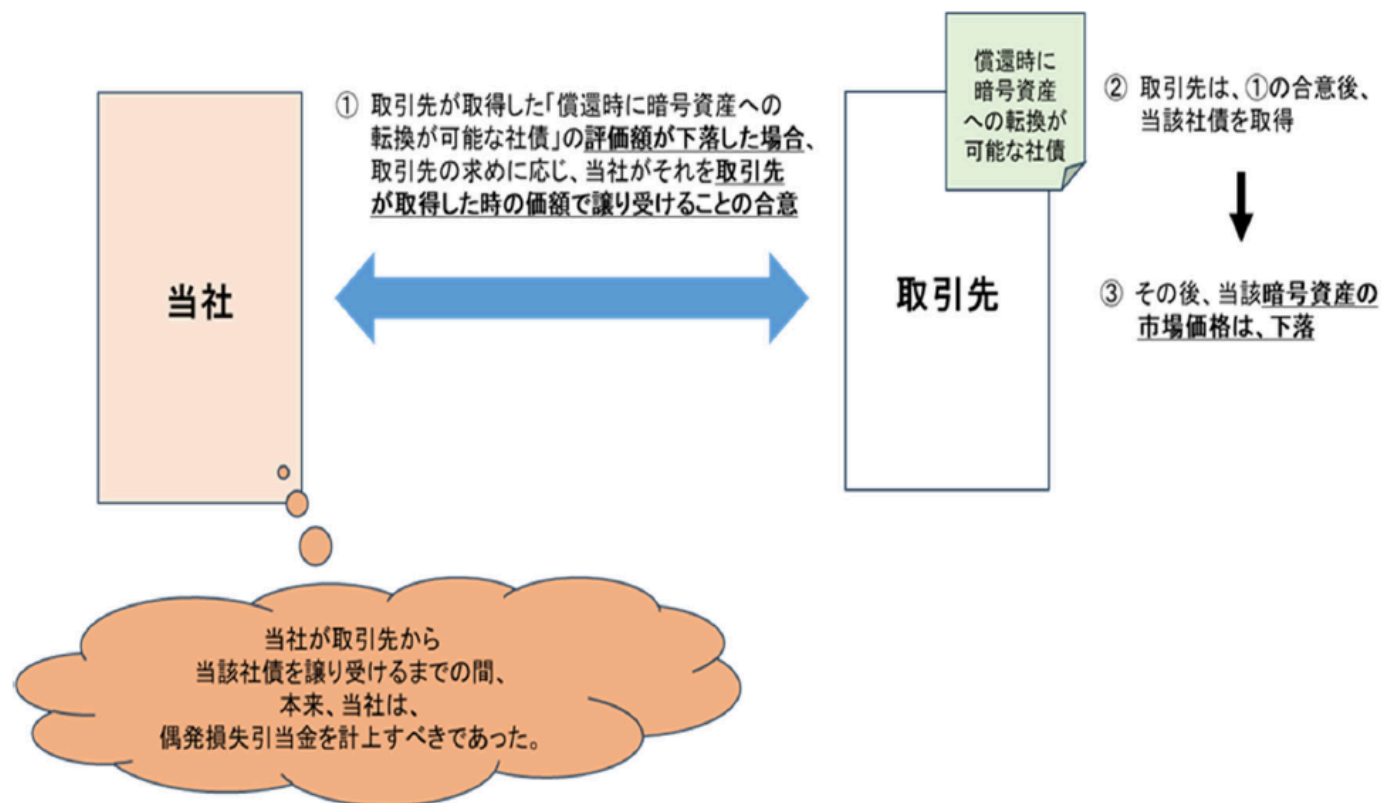 当社
① 取引先が取得した「償還時に暗号資産への
転換が可能な社債」の評価額が下落した場合、
取引先の求めに応じ、当社がそれを取引先
が取得した時の価額で譲り受けることの合意
取引先
償還時に
暗号資産
への転換が
可能な社債
② 取引先は、①の合意後、
当該社債を取得
③ その後、当該暗号資産の
市場価格は、下落
当社が取引先から
当該社債を譲り受けるまでの間、
本来、当社は、
偶発損失引当金を計上すべきであった。